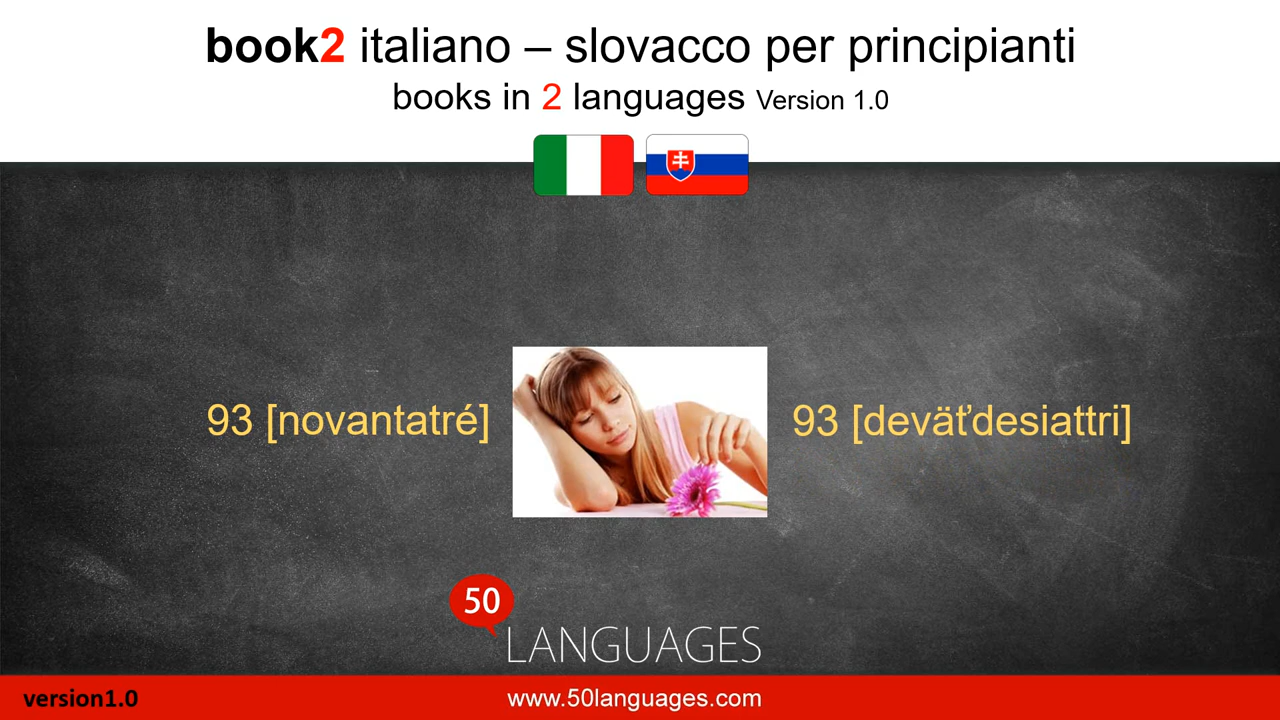 book2 italiano – slovacco per principianti
books in 2 languages Version 1.0
93 [novantatré]
93 [deväťdesiattri]
50
LANGUAGES
version1.0
www.50languages.com